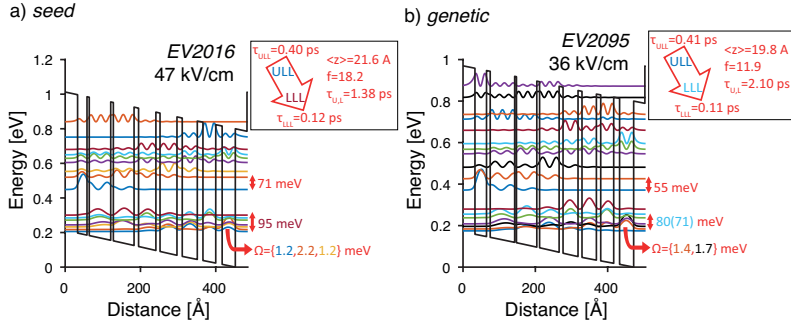 a) seed
EV2016
47 kV/cm
τULL=0.40 ps
ULL
LLL
τLLL=0.12 ps
<z>=21.6 A
f=18.2
τU,L=1.38 ps
Energy [eV]
1.2
1
0.8
0.6
0.4
0.2
0
71 meV
95 meV
Ω={1.2,2.2,1.2} meV
0
200
400
Distance [Å]
b) genetic
EV2095
36 kV/cm
τULL=0.41 ps
ULL
LLL
τLLL=0.11 ps
<z>=19.8 A
f=11.9
τU,L=2.10 ps
Energy [eV]
1
0.8
0.6
0.4
0.2
0
55 meV
80(71) meV
Ω={1.4,1.7} meV
0
200
400
Distance [Å]